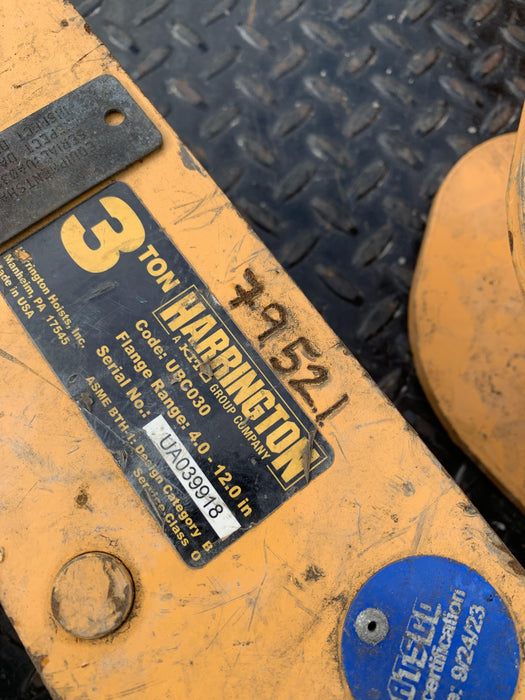 3 TON
HARRINGTON
A KITO GROUP COMPANY
Code: UBC030
Flange Range: 4.0 - 12.0 in
Serial No.:
UA039918
ASME BTH-1: Design Category B
Service Class 0
Harrington Hoists, Inc.
Manheim, PA 17545
Made in USA
79521
9/24/23